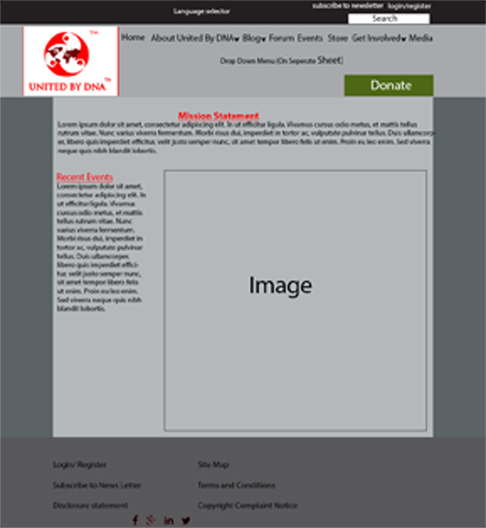 Language selector
subscribe to newsletter login/register
Search
TM
UNITED BY DNA™
Home About United By DNA Blog Forum Events Store Get Involved Media
Drop Down Menu (On Seperate Sheet)
Donate
Mission Statement
Lorem ipsum dolor sit amet, consectetur adipiscing elit. In ut efficitur ligula. Vivamus cursus odio metus, et mattis tellus
rutrum vitae. Nunc varius viverra fermentum. Morbi risus dui, imperdiet in tortor ac, vulputate pulvinar tellus. Duis ullamcorp
er, libero quis imperdiet efficitur, velit justo semper nunc, sit amet tempor libero felis ut enim. Proin eu leo enim. Sed viverra
neque quis nibh blandit lobortis.
Recent Events
Lorem ipsum dolor sit amet,
consectetur adipiscing elit. In
ut efficitur ligula. Vivamus
cursus odio metus, et mattis
tellus rutrum vitae. Nunc
varius viverra fermentum.
Morbi risus dui, imperdiet in
tortor ac, vulputate pulvinar
tellus. Duis ullamcorper,
libero quis imperdiet effici-
tur, velit justo semper nunc,
sit amet tempor libero felis
ut enim. Proin eu leo enim.
Sed viverra neque quis nibh
blandit lobortis.
Image
Login/ Register
Site Map
Subscribe to News Letter
Terms and Conditions
Disclosure statement
Copyright Complaint Notice